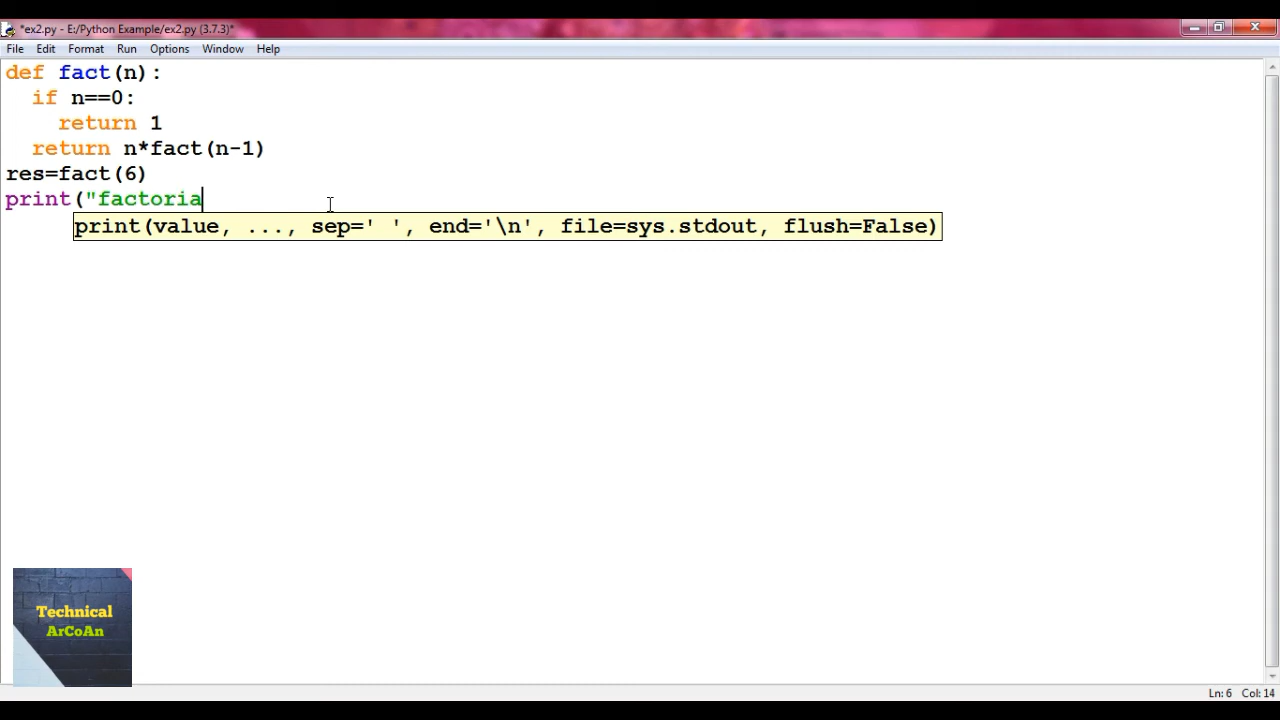 *ex2.py - E:/Python Example/ex2.py (3.7.3)*
File Edit Format Run Options Window Help
def fact(n):
  if n==0:
    return 1
  return n*fact(n-1)
res=fact(6)
print("factoria
print(value, ..., sep=' ', end='\n', file=sys.stdout, flush=False)
Technical
ArCoAn
Ln: 6 Col: 14